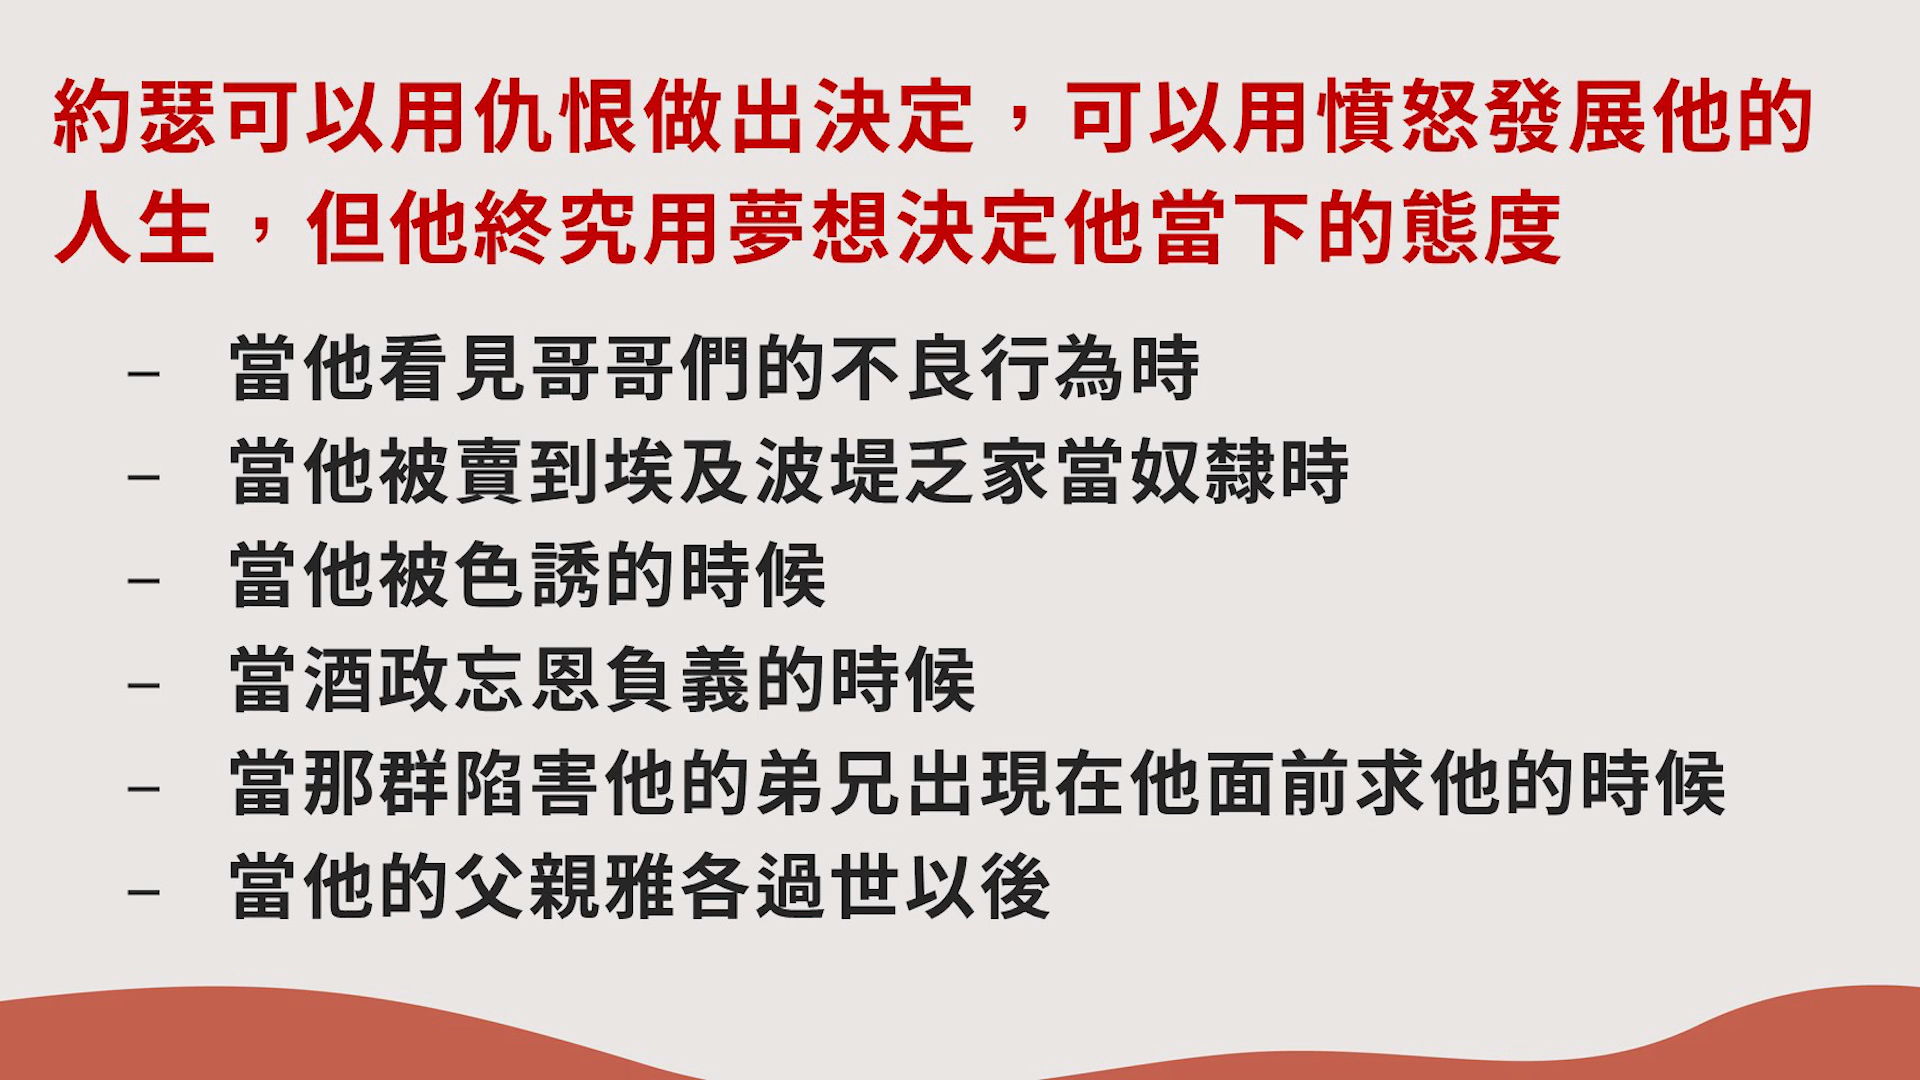 約瑟可以用仇恨做出決定，可以用憤怒發展他的
人生，但他終究用夢想決定他當下的態度
– 當他看見哥哥們的不良行為時
– 當他被賣到埃及波堤乏家當奴隸時
– 當他被色誘的時候
– 當酒政忘恩負義的時候
– 當那群陷害他的弟兄出現在他面前求他的時候
– 當他的父親雅各過世以後